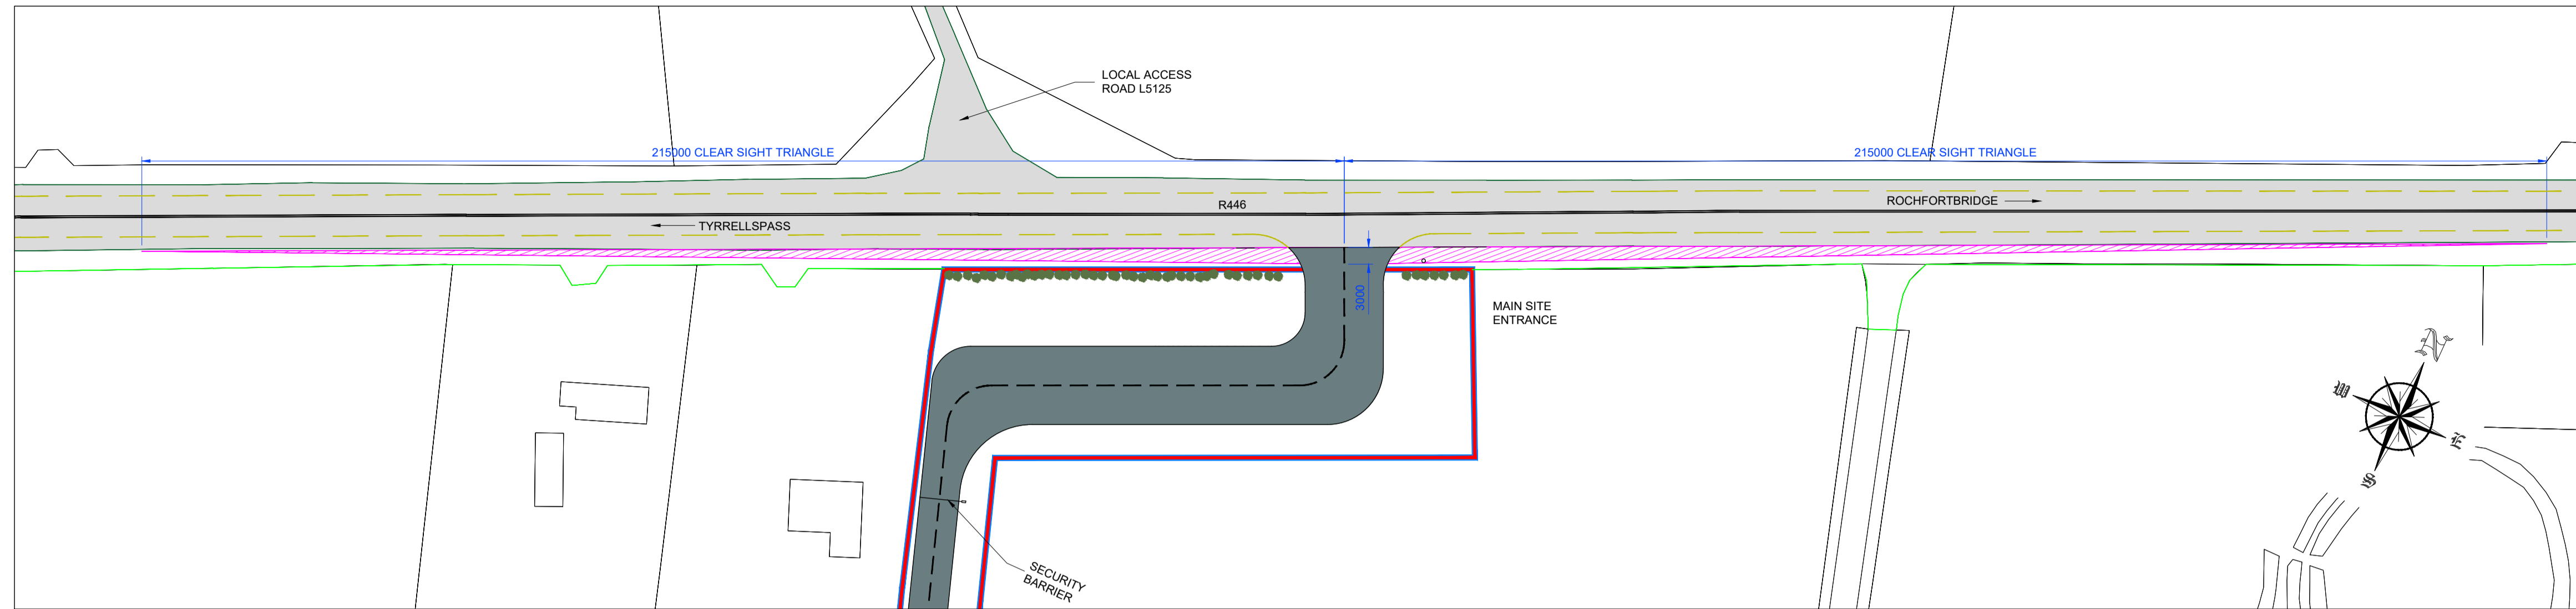 LOCAL ACCESS
ROAD L5125
215000 CLEAR SIGHT TRIANGLE
215000 CLEAR SIGHT TRIANGLE
R446
ROCHFORTBRIDGE
TYRRELLSPASS
3000
MAIN SITE
ENTRANCE
N
W
E
S
SECURITY
BARRIER